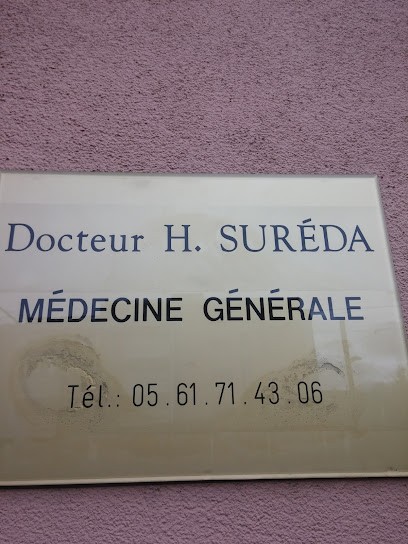 Docteur H. SURÉDA
MÉDECINE GÉNÉRALE
Tél.: 05.61.71.43.06